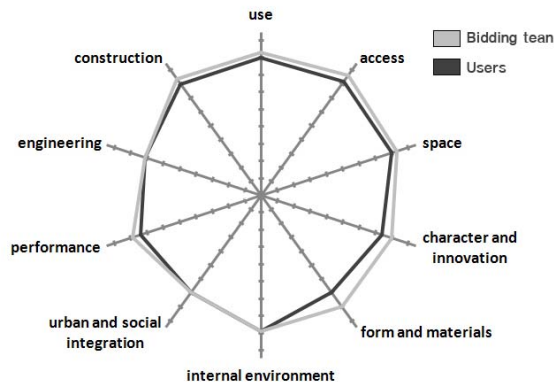 use
construction
access
Bidding tean
Users
engineering
space
performance
character and
innovation
urban and social
integration
form and materials
internal environment